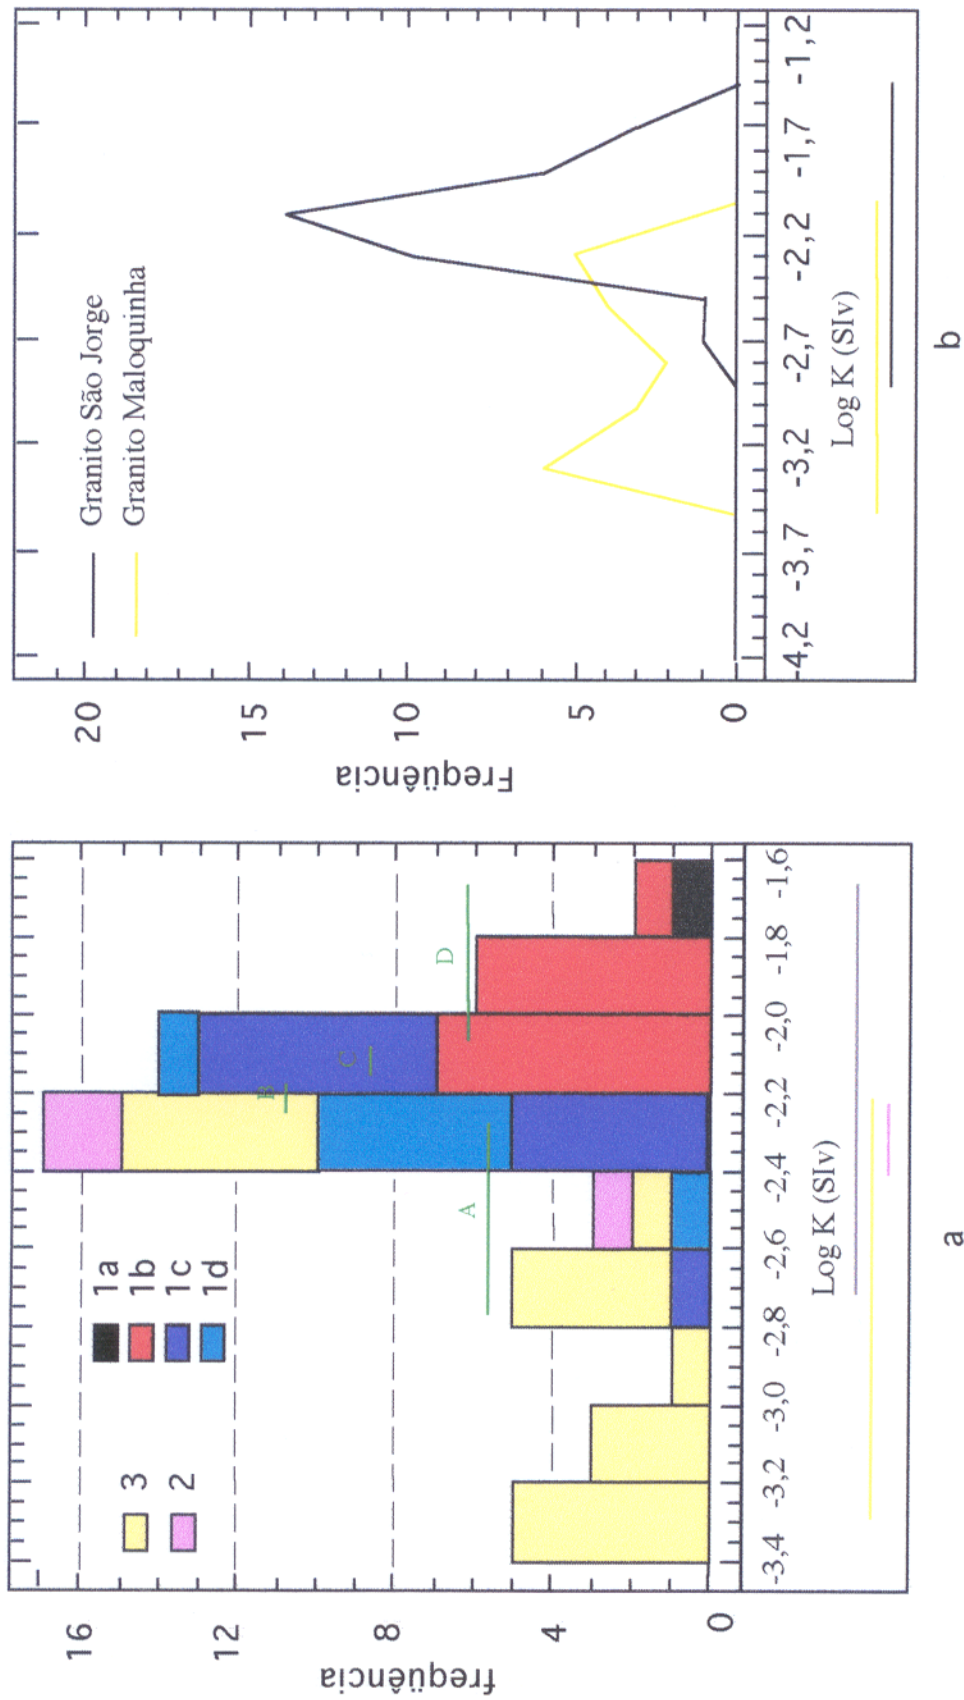 freqüência
16
12
8
4
0
3
2
1a
1b
1c
1d
A
B
C
D
-3,4 -3,2 -3,0 -2,8 -2,6 -2,4 -2,2 -2,0 -1,8 -1,6
Log K (SIv)
a
Freqüência
20
15
10
5
0
Granito São Jorge
Granito Maloquinha
-4,2 -3,7 -3,2 -2,7 -2,2 -1,7 -1,2
Log K (SIv)
b